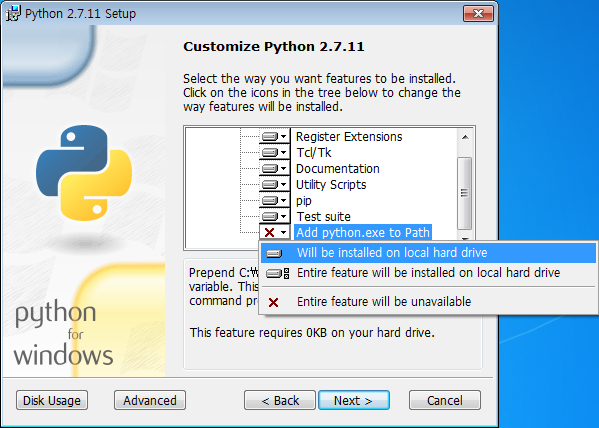 Python 2.7.11 Setup
Customize Python 2.7.11
Select the way you want features to be installed.
Click on the icons in the tree below to change the
way features will be installed.
Register Extensions
Tcl/Tk
Documentation
Utility Scripts
pip
Test suite
Add python.exe to Path
Will be installed on local hard drive
Entire feature will be installed on local hard drive
Entire feature will be unavailable
Prepend C:₩
variable. This
command
This feature requires 0KB on your hard drive.
python
for
windows
Disk Usage
Advanced
< Back
Next >
Cancel